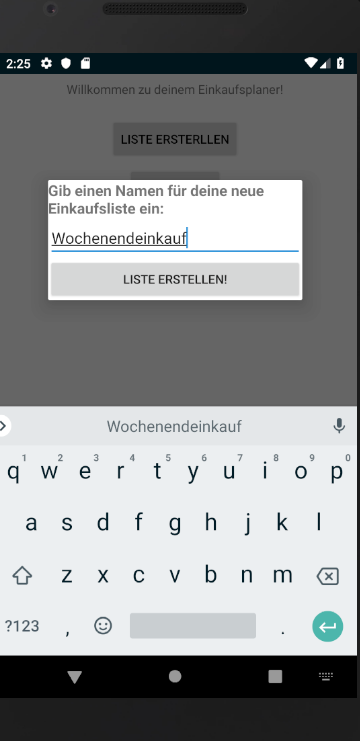 2:25
Willkommen zu deinem Einkaufsplaner!
LISTE ERSTERLLEN
Gib einen Namen für deine neue
Einkaufsliste ein:
Wochenendeinkauf
LISTE ERSTELLEN!
Wochenendeinkauf
1 2 3 4 5 6 7 8 9 0
q w e r t y u i o p
a s d f g h j k l
z x c v b n m
?123 , .